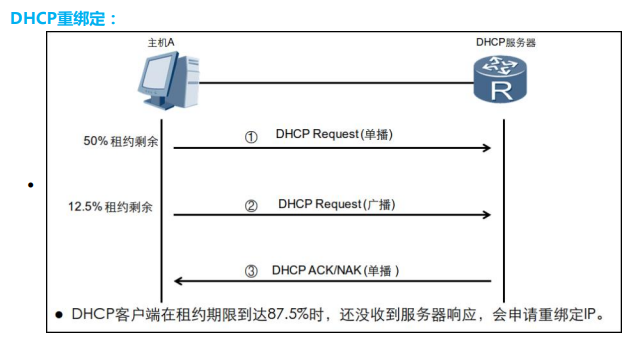 DHCP重绑定：
主机A
DHCP服务器
R
50% 租约剩余
① DHCP Request(单播)
12.5% 租约剩余
② DHCP Request(广播)
③ DHCP ACK/NAK (单播 )
● DHCP客户端在租约期限到达87.5%时，还没收到服务器响应，会申请重绑定IP。